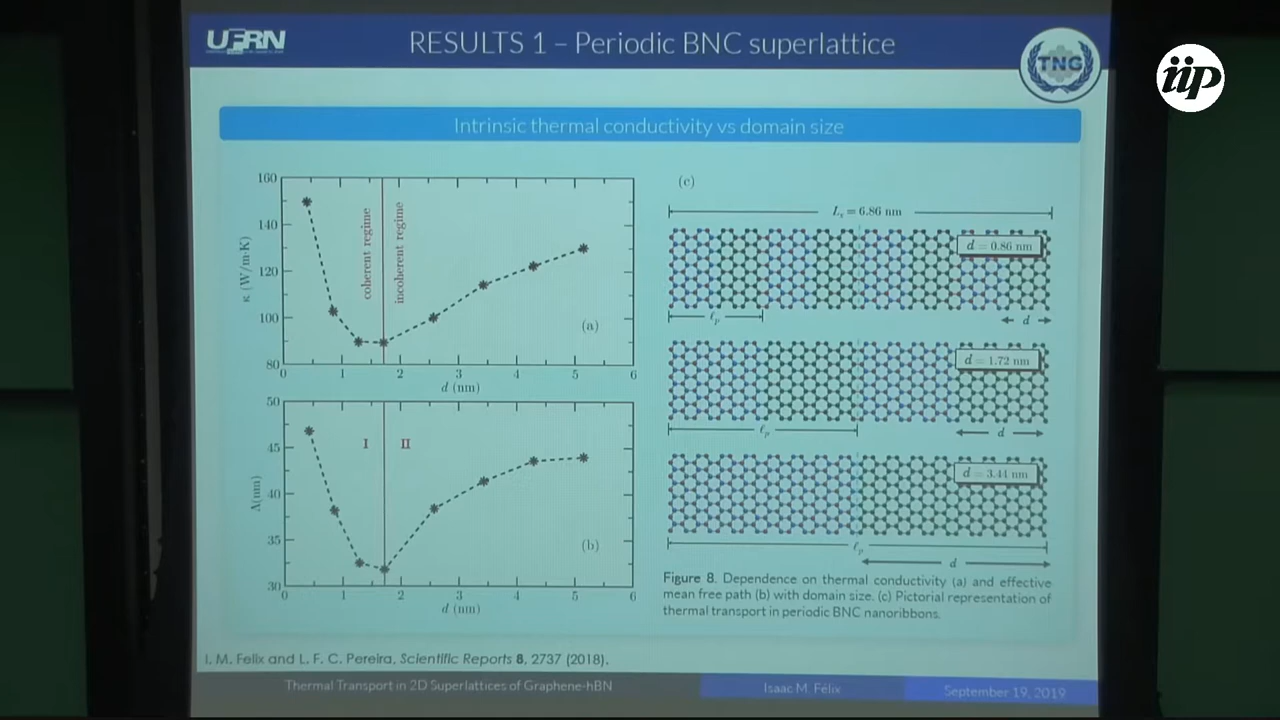 UFRN
RESULTS 1 – Periodic BNC superlattice
TNG
iip
Intrinsic thermal conductivity vs domain size
160
140
120
100
80
κ (W/m·K)
coherent regime
incoherent regime
(a)
0 1 2 3 4 5 6
d (nm)
50
45
40
35
30
Λ(nm)
I II
(b)
0 1 2 3 4 5 6
d (nm)
(c)
Lₓ = 6.86 nm
d = 0.86 nm
ℓp
d
d = 1.72 nm
ℓp
d
d = 3.44 nm
ℓp
d
Figure 8. Dependence on thermal conductivity (a) and effective
mean free path (b) with domain size. (c) Pictorial representation of
thermal transport in periodic BNC nanoribbons.
I. M. Felix and L. F. C. Pereira, Scientific Reports 8, 2737 (2018).
Thermal Transport in 2D Superlattices of Graphene-hBN
Isaac M. Félix
September 19, 2019